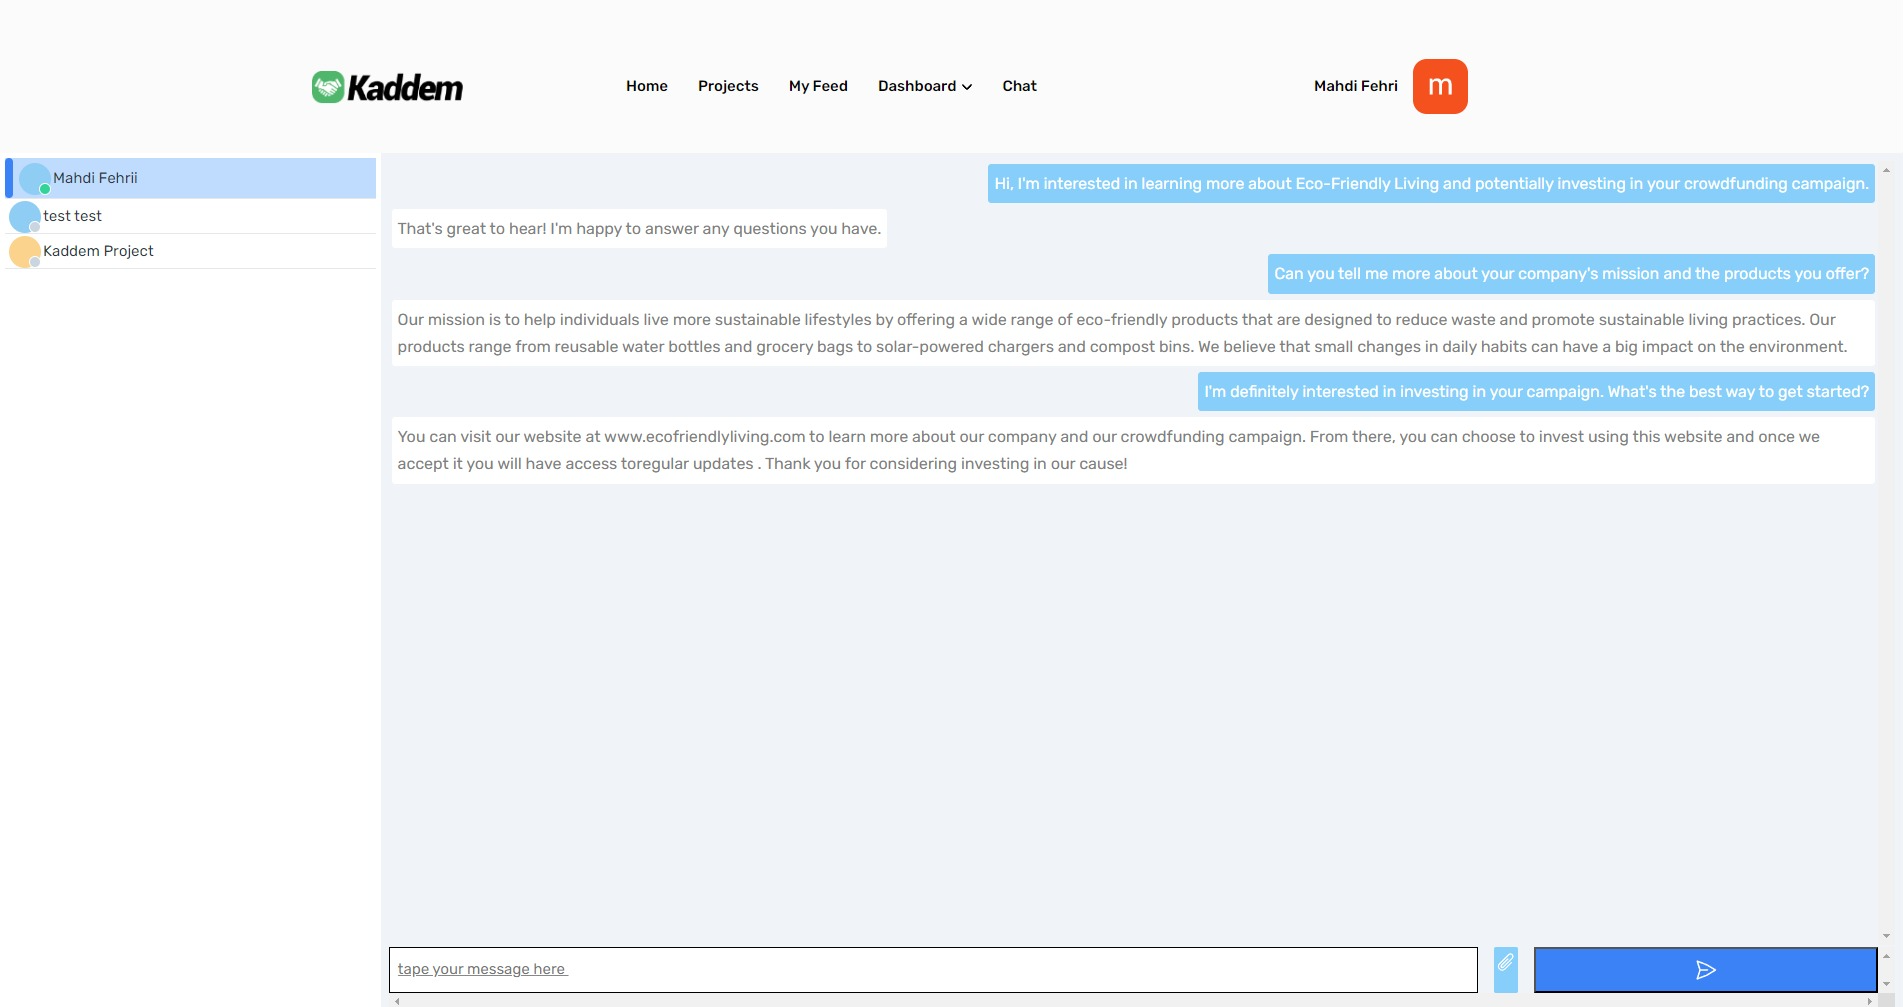 Kaddem
Home Projects My Feed Dashboard Chat
Mahdi Fehri
m
Mahdi Fehrii
test test
Kaddem Project
Hi, I'm interested in learning more about Eco-Friendly Living and potentially investing in your crowdfunding campaign.
That's great to hear! I'm happy to answer any questions you have.
Can you tell me more about your company's mission and the products you offer?
Our mission is to help individuals live more sustainable lifestyles by offering a wide range of eco-friendly products that are designed to reduce waste and promote sustainable living practices. Our
products range from reusable water bottles and grocery bags to solar-powered chargers and compost bins. We believe that small changes in daily habits can have a big impact on the environment.
I'm definitely interested in investing in your campaign. What's the best way to get started?
You can visit our website at www.ecofriendlyliving.com to learn more about our company and our crowdfunding campaign. From there, you can choose to invest using this website and once we
accept it you will have access toregular updates . Thank you for considering investing in our cause!
tape your message here